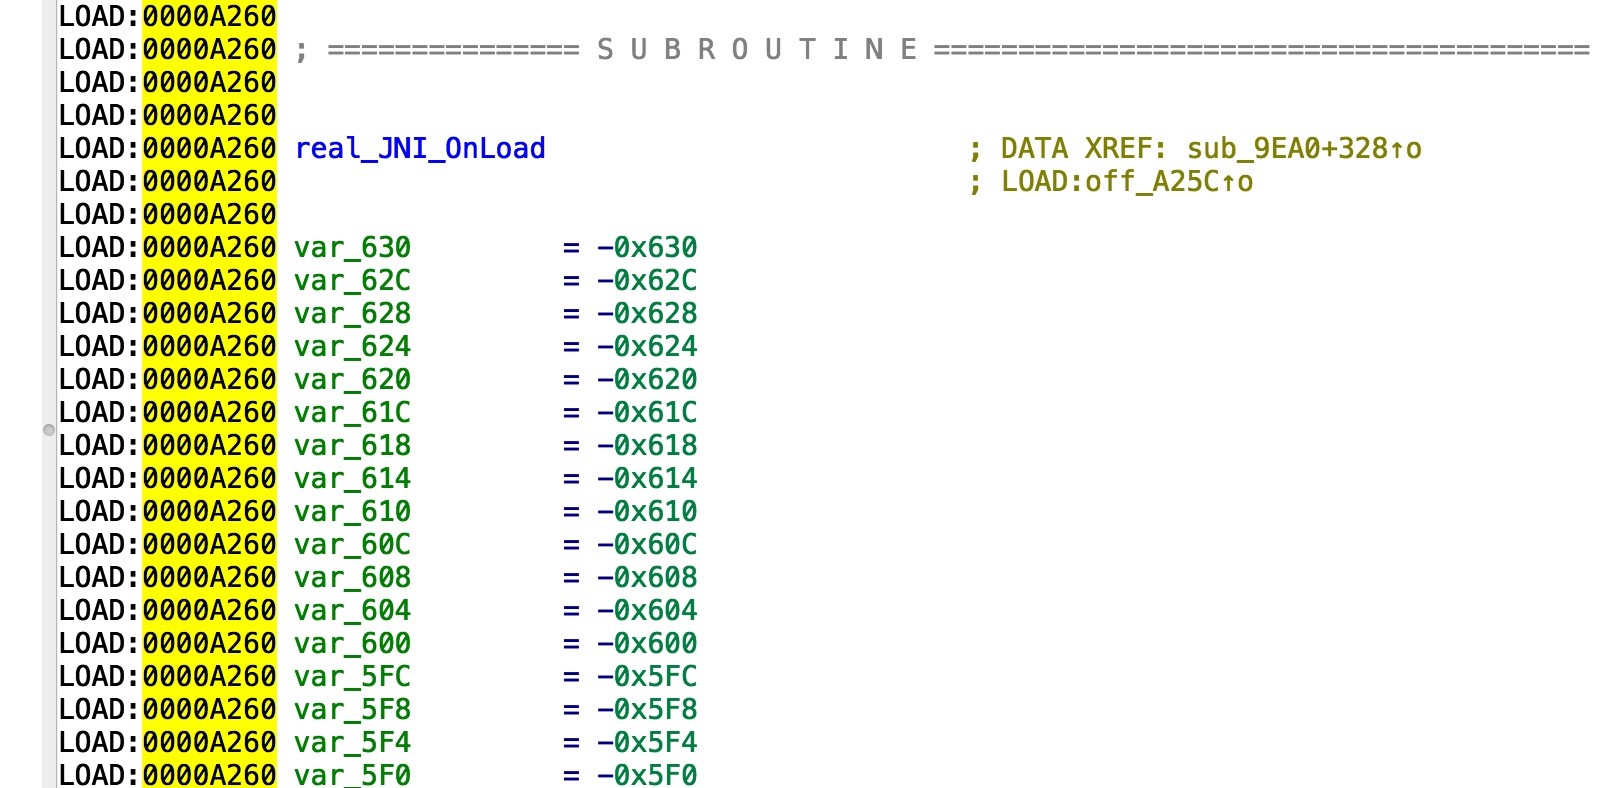 LOAD:0000A260
LOAD:0000A260 ; =============== S U B R O U T I N E =======================================
LOAD:0000A260
LOAD:0000A260
LOAD:0000A260 real_JNI_OnLoad ; DATA XREF: sub_9EA0+328↑o
LOAD:0000A260 ; LOAD:off_A25C↑o
LOAD:0000A260
LOAD:0000A260 var_630 = -0x630
LOAD:0000A260 var_62C = -0x62C
LOAD:0000A260 var_628 = -0x628
LOAD:0000A260 var_624 = -0x624
LOAD:0000A260 var_620 = -0x620
LOAD:0000A260 var_61C = -0x61C
LOAD:0000A260 var_618 = -0x618
LOAD:0000A260 var_614 = -0x614
LOAD:0000A260 var_610 = -0x610
LOAD:0000A260 var_60C = -0x60C
LOAD:0000A260 var_608 = -0x608
LOAD:0000A260 var_604 = -0x604
LOAD:0000A260 var_600 = -0x600
LOAD:0000A260 var_5FC = -0x5FC
LOAD:0000A260 var_5F8 = -0x5F8
LOAD:0000A260 var_5F4 = -0x5F4
LOAD:0000A260 var_5F0 = -0x5F0